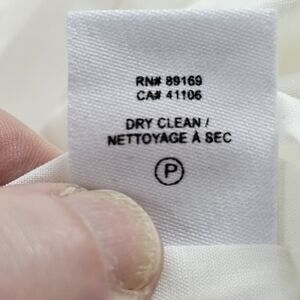 RN# 89169
CA# 41106
DRY CLEAN /
NETTOYAGE À SEC
P